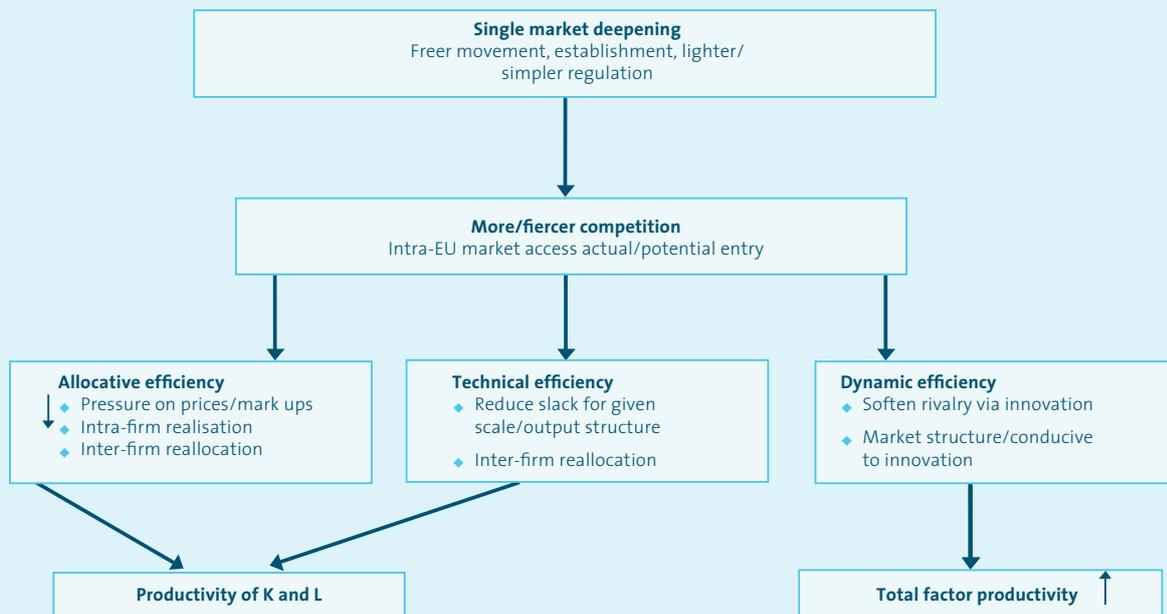 Single market deepening
Freer movement, establishment, lighter/
simpler regulation
More/fiercer competition
Intra-EU market access actual/potential entry
Allocative efficiency
Pressure on prices/mark ups
Intra-firm realisation
Inter-firm reallocation
Technical efficiency
Reduce slack for given
scale/output structure
Inter-firm reallocation
Dynamic efficiency
Soften rivalry via innovation
Market structure/conducive
to innovation
Productivity of K and L
Total factor productivity